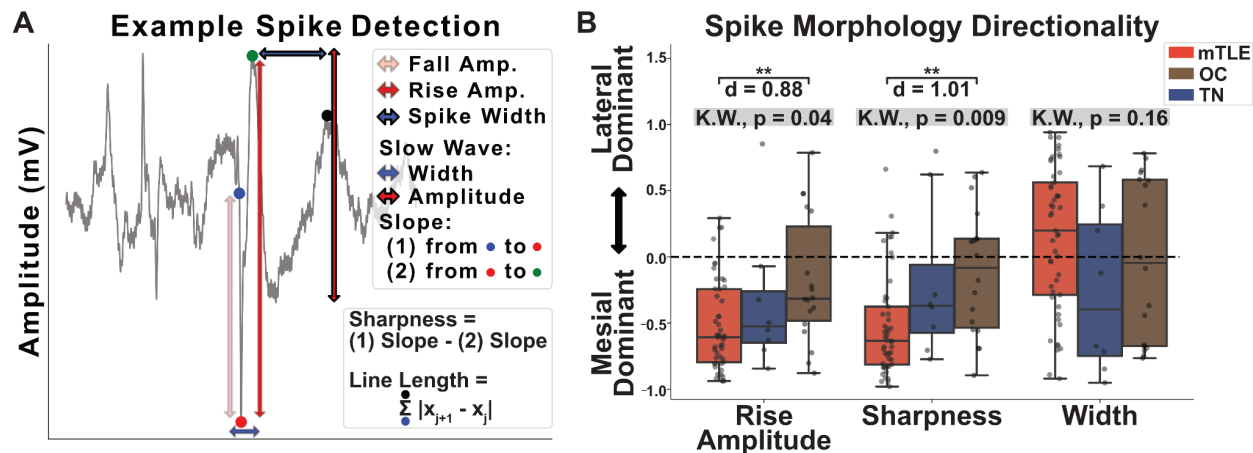 A
Example Spike Detection
Amplitude (mV)
Fall Amp.
Rise Amp.
Spike Width
Slow Wave:
Width
Amplitude
Slope:
(1) from to
(2) from to
Sharpness =
(1) Slope - (2) Slope
Line Length =
Σ |xⱼ₊₁ - xⱼ|
B
Spike Morphology Directionality
mTLE
OC
TN
Lateral
Dominant
Mesial
Dominant
1.5
1.0
0.5
0.0
−0.5
−1.0
**
d = 0.88
K.W., p = 0.04
**
d = 1.01
K.W., p = 0.009
K.W., p = 0.16
Rise
Amplitude
Sharpness
Width